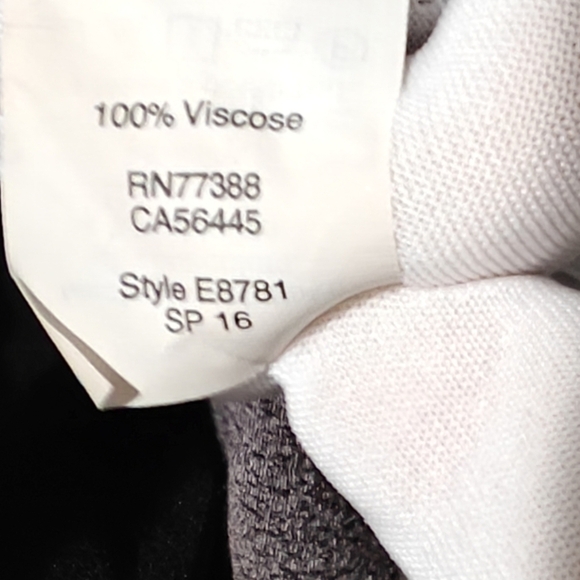 100% Viscose
RN77388
CA56445
Style E8781
SP 16